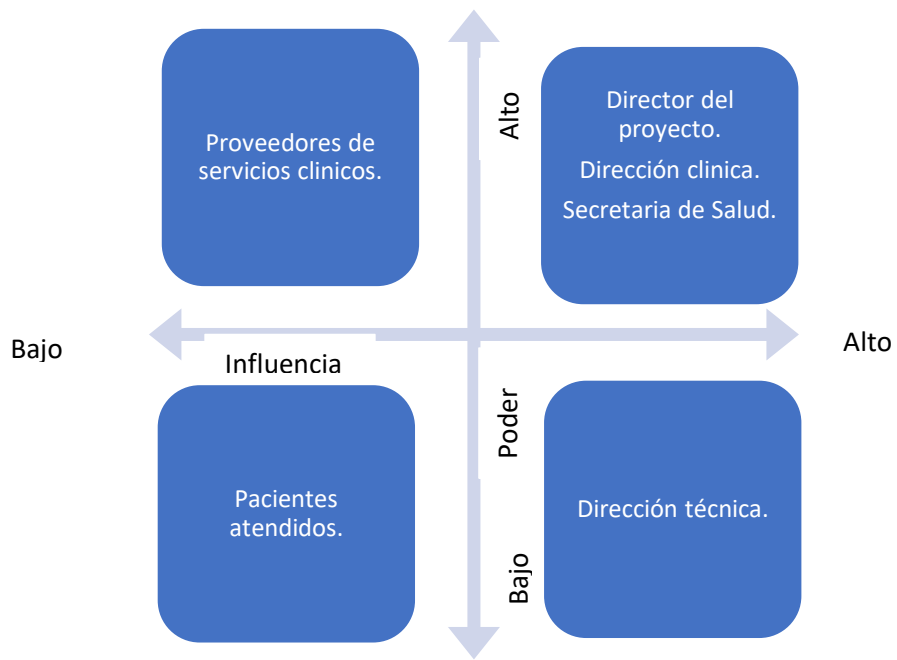 Proveedores de
servicios clinicos.
Alto
Director del
proyecto.
Dirección clinica.
Secretaria de Salud.
Bajo
Influencia
Alto
Poder
Pacientes
atendidos.
Bajo
Dirección técnica.